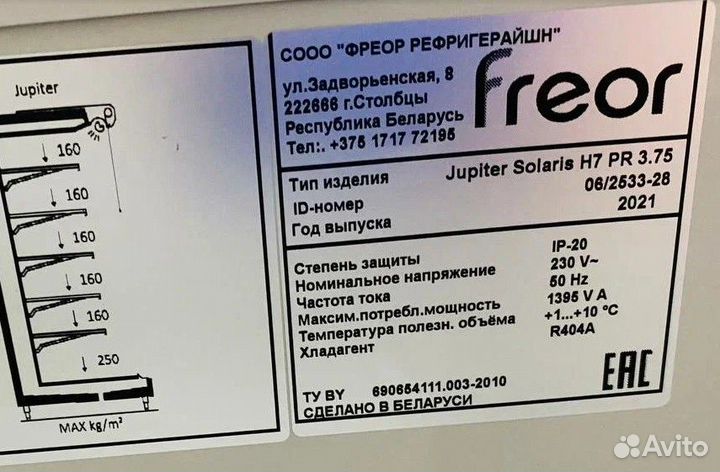 Jupiter
160
160
160
160
160
250
MAX kg/m²
СООО "ФРЕОР РЕФРИГЕРАЙШН"
ул.Задворьенская, 8
222666 г.Столбцы
Республика Беларусь
Тел:. +375 1717 72195
freor
Тип изделия Jupiter Solaris H7 PR 3.75
ID-номер 06/2533-28
Год выпуска 2021
Степень защиты IP-20
Номинальное напряжение 230 V~
Частота тока 50 Hz
Максим.потребл.мощность 1395 V A
Температура полезн. объёма +1...+10 °C
Хладагент R404A
ТУ BY 690654111.003-2010
СДЕЛАНО В БЕЛАРУСИ
EAC
Avito